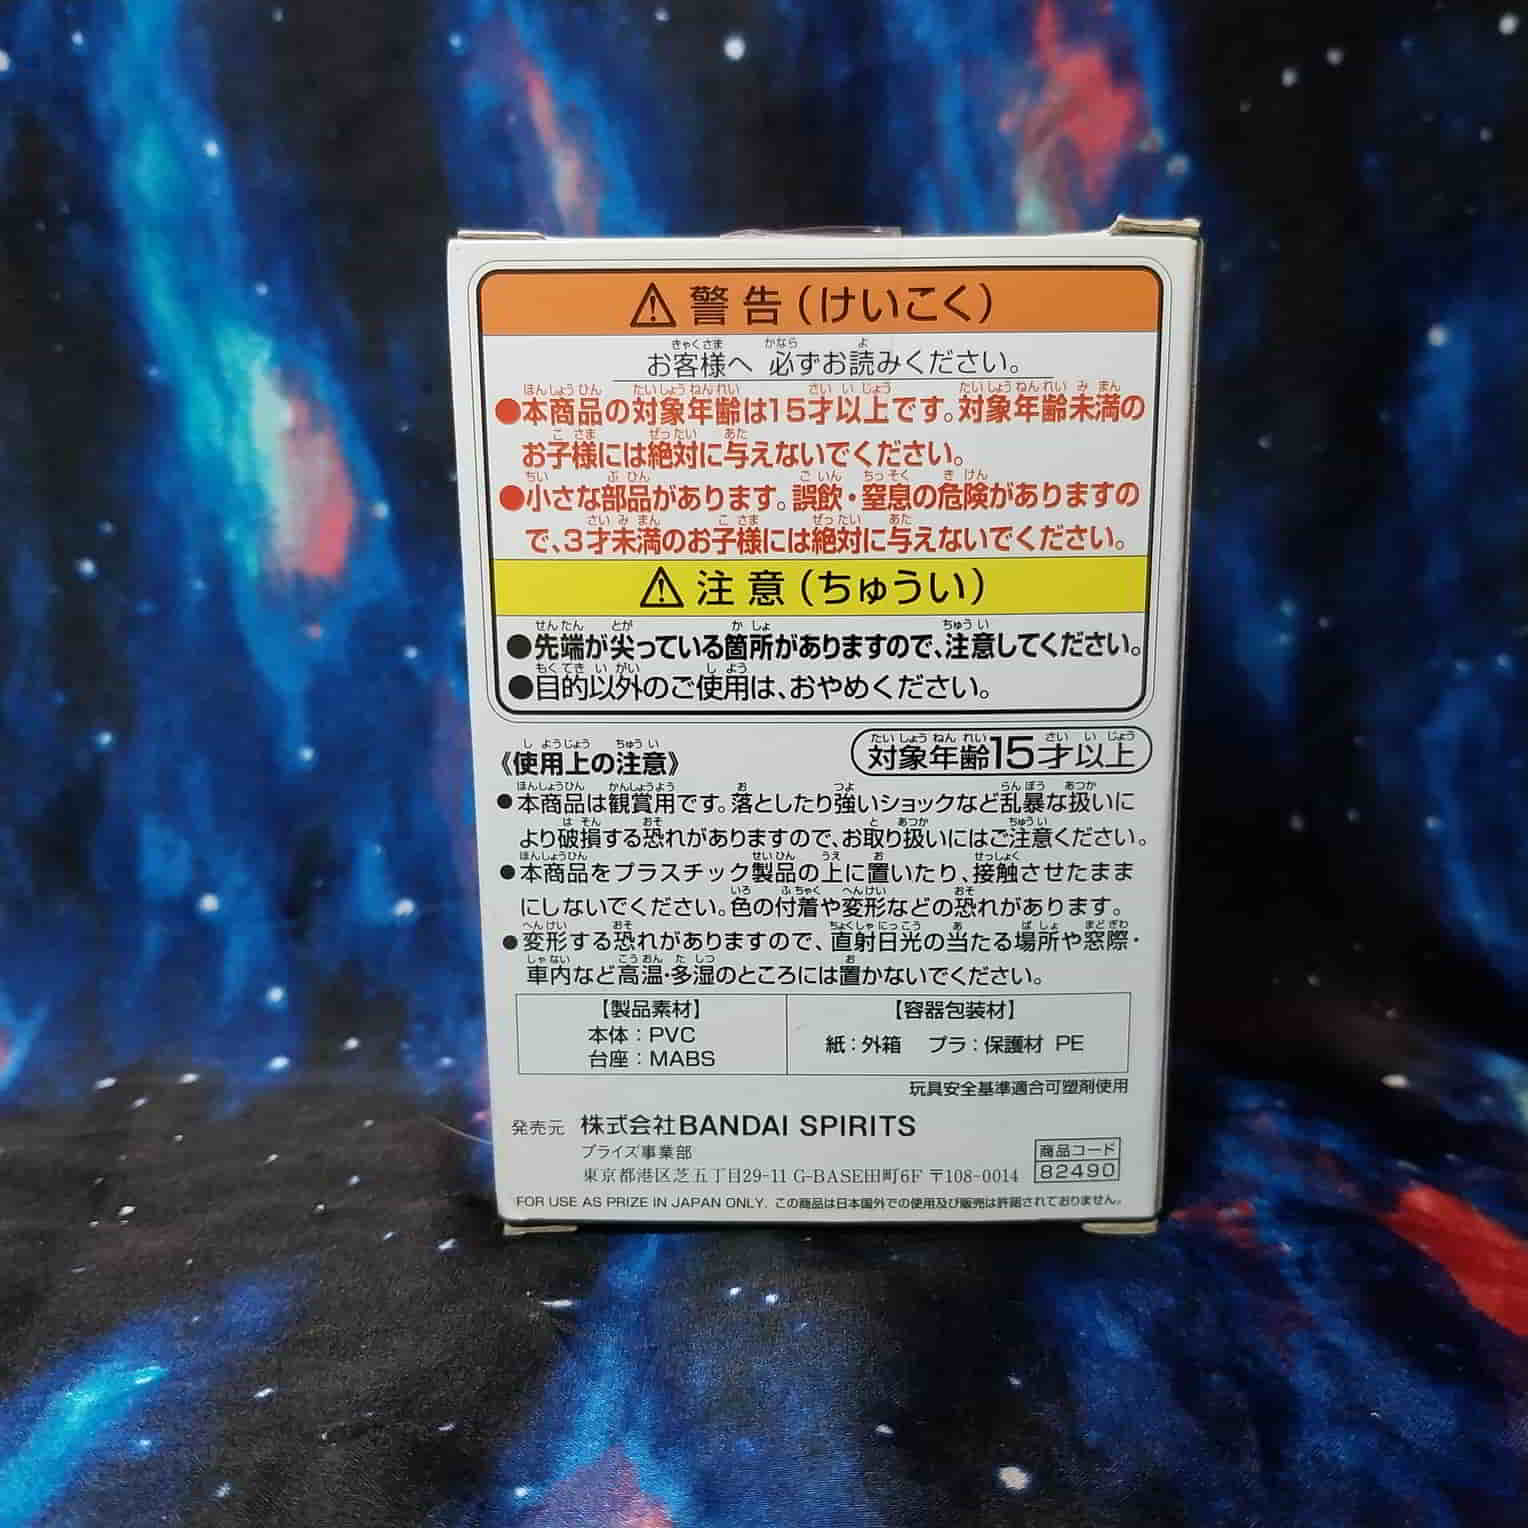 ⚠警告(けいこく)
お客様へ 必ずお読みください。
●本商品の対象年齢は15才以上です。対象年齢未満の
お子様には絶対に与えないでください。
●小さな部品があります。誤飲・窒息の危険がありますの
で、3才未満のお子様には絶対に与えないでください。
⚠注意(ちゅうい)
●先端が尖っている箇所がありますので、注意してください。
●目的以外のご使用は、おやめください。
《使用上の注意》
対象年齢15才以上
●本商品は観賞用です。落としたり強いショックなど乱暴な扱いに
より破損する恐れがありますので、お取り扱いにはご注意ください。
●本商品をプラスチック製品の上に置いたり、接触させたまま
にしないでください。色の付着や変形などの恐れがあります。
●変形する恐れがありますので、直射日光の当たる場所や窓際・
車内など高温・多湿のところには置かないでください。
【製品素材】
本体：PVC
台座：MABS
【容器包装材】
紙：外箱 プラ：保護材 PE
玩具安全基準適合可塑剤使用
発売元 株式会社BANDAI SPIRITS
プライズ事業部
東京都港区芝五丁目29-11 G-BASE田町6F 〒108-0014
商品コード
82490
FOR USE AS PRIZE IN JAPAN ONLY. この商品は日本国外での使用及び販売は許諾されておりません。